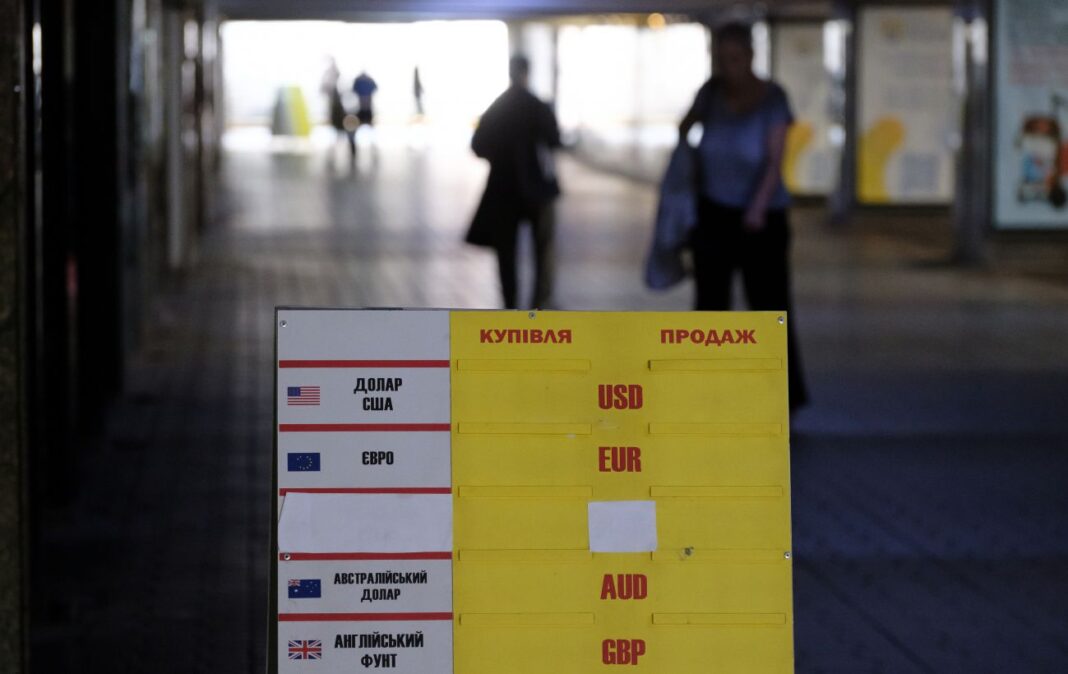 КУПІВЛЯ ПРОДАЖ
ДОЛАР
США
USD
ЄВРО
EUR
АВСТРАЛІЙСЬКИЙ
ДОЛАР
AUD
АНГЛІЙСЬКИЙ
ФУНТ
GBP